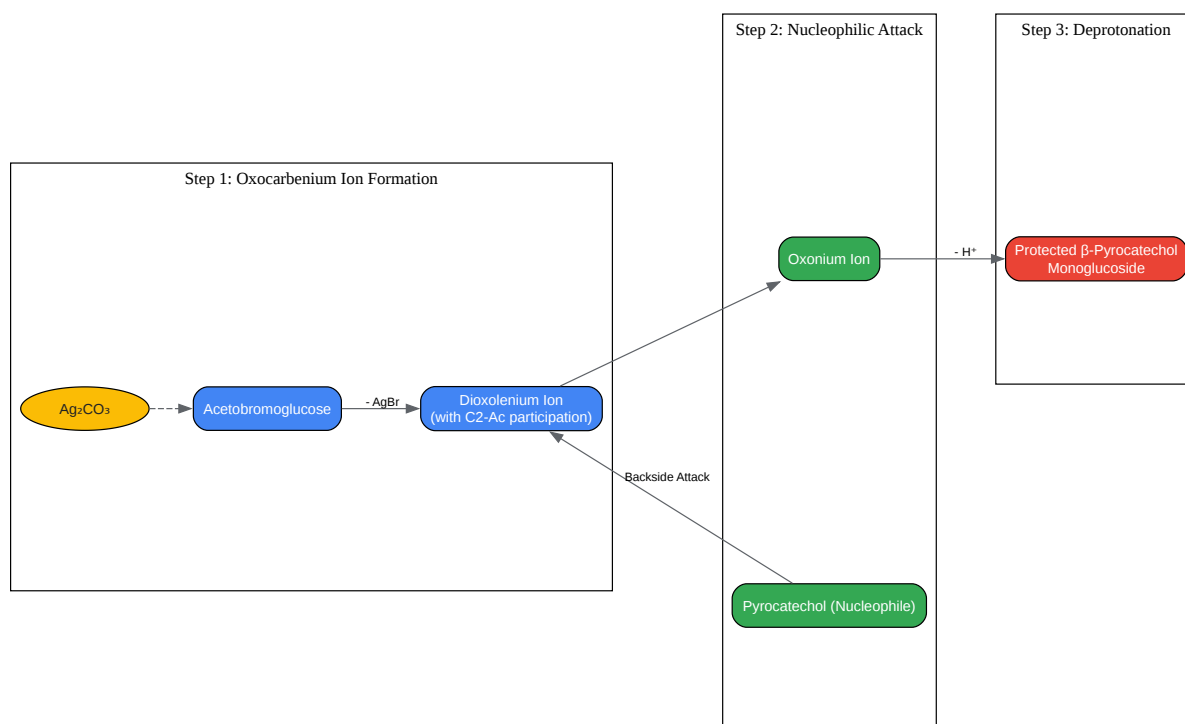 Step 1: Oxocarbenium Ion Formation
Ag₂CO₃
Acetobromoglucose
- AgBr
Dioxolenium Ion
(with C2-Ac participation)
Backside Attack
Step 2: Nucleophilic Attack
Oxonium Ion
Pyrocatechol (Nucleophile)
- H⁺
Step 3: Deprotonation
Protected β-Pyrocatechol
Monoglucoside